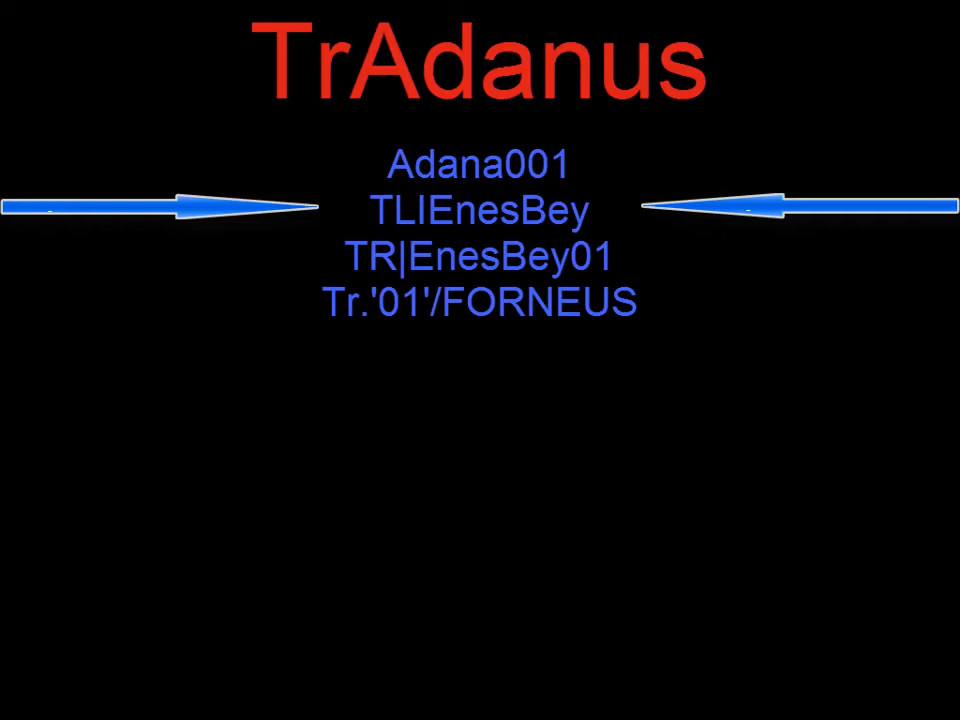 TrAdanus
Adana001
TLIEnesBey
TR|EnesBey01
Tr.'01'/FORNEUS